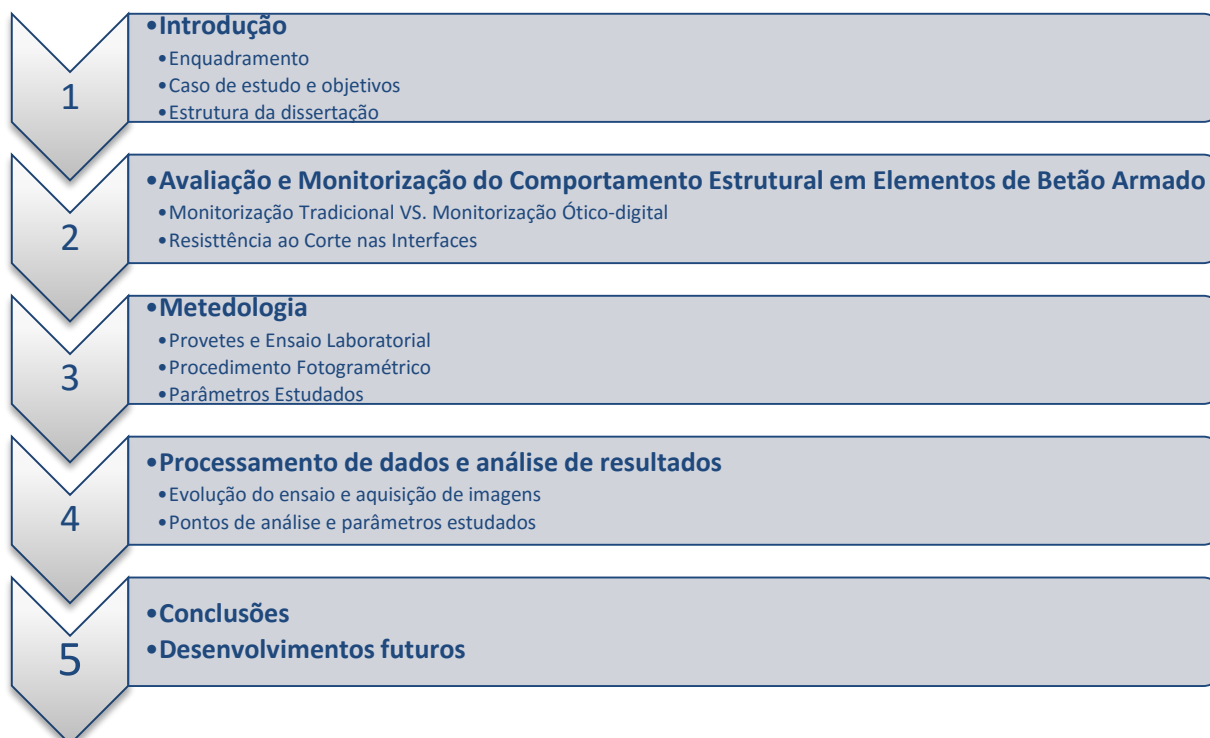 1
•Introdução
•Enquadramento
•Caso de estudo e objetivos
•Estrutura da dissertação
2
•Avaliação e Monitorização do Comportamento Estrutural em Elementos de Betão Armado
•Monitorização Tradicional VS. Monitorização Ótico-digital
•Resisttência ao Corte nas Interfaces
3
•Metedologia
•Provetes e Ensaio Laboratorial
•Procedimento Fotogramétrico
•Parâmetros Estudados
4
•Processamento de dados e análise de resultados
•Evolução do ensaio e aquisição de imagens
•Pontos de análise e parâmetros estudados
5
•Conclusões
•Desenvolvimentos futuros